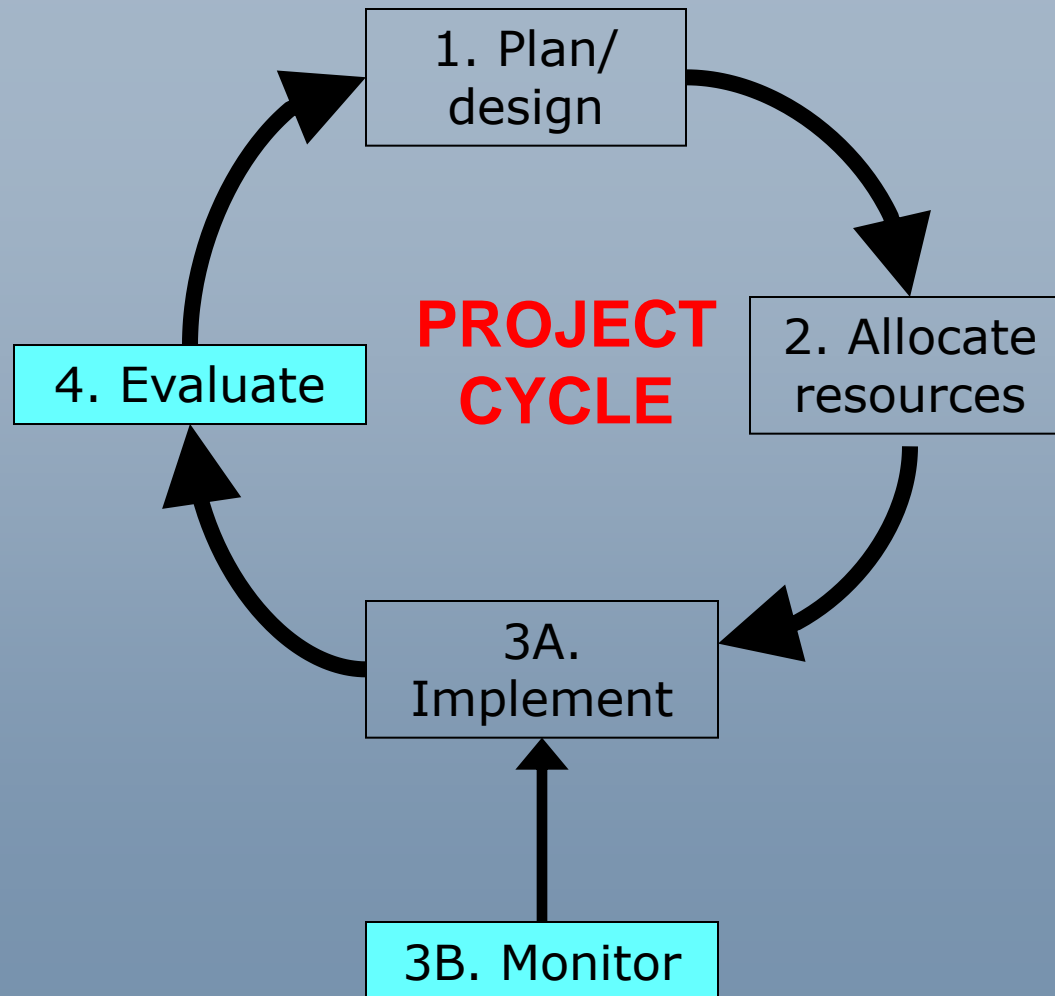 1. Plan/
design
PROJECT
CYCLE
2. Allocate
resources
4. Evaluate
3A.
Implement
3B. Monitor